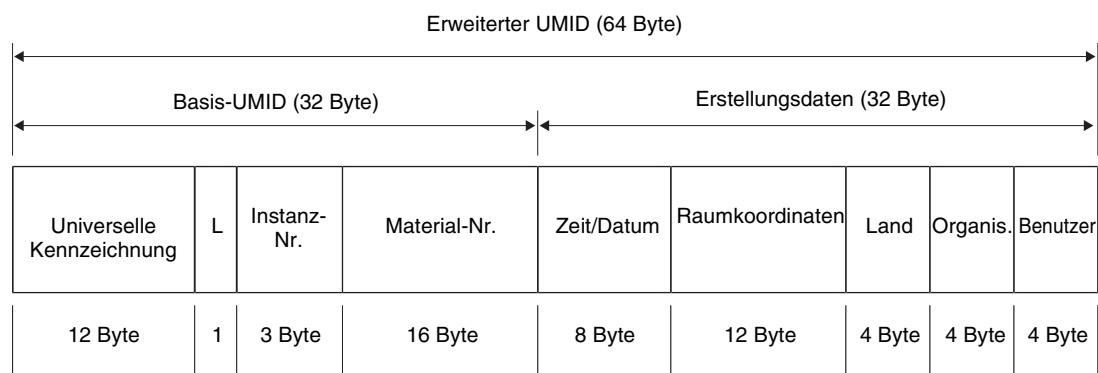 Erweiterter UMID (64 Byte)
Basis-UMID (32 Byte)
Erstellungsdaten (32 Byte)
Universelle
Kennzeichnung
L
Instanz-
Nr.
Material-Nr.
Zeit/Datum
Raumkoordinaten
Land
Organis.
Benutzer
12 Byte
1
3 Byte
16 Byte
8 Byte
12 Byte
4 Byte
4 Byte
4 Byte